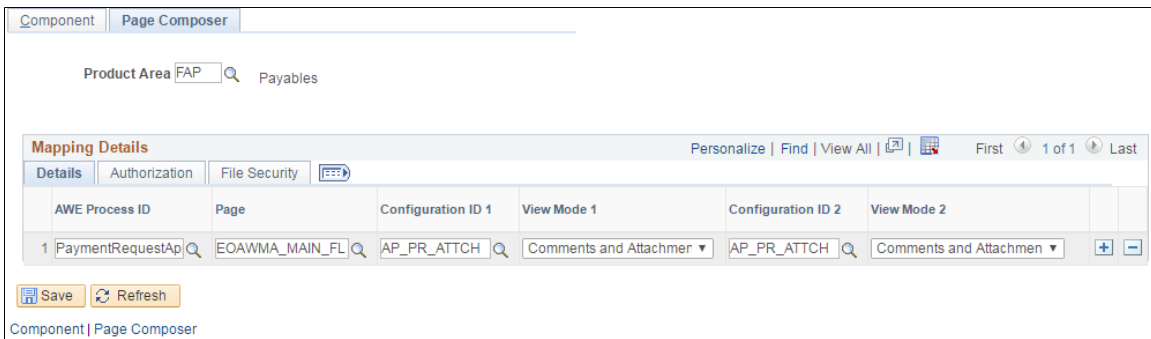 Component Page Composer
Product Area FAP Payables
Mapping Details Personalize | Find | View All | | First 1 of 1 Last
Details Authorization File Security
AWE Process ID Page Configuration ID 1 View Mode 1 Configuration ID 2 View Mode 2
1 PaymentRequestAp EOAWMA_MAIN_FL AP_PR_ATTCH Comments and Attachmer AP_PR_ATTCH Comments and Attachmen
Save Refresh
Component | Page Composer